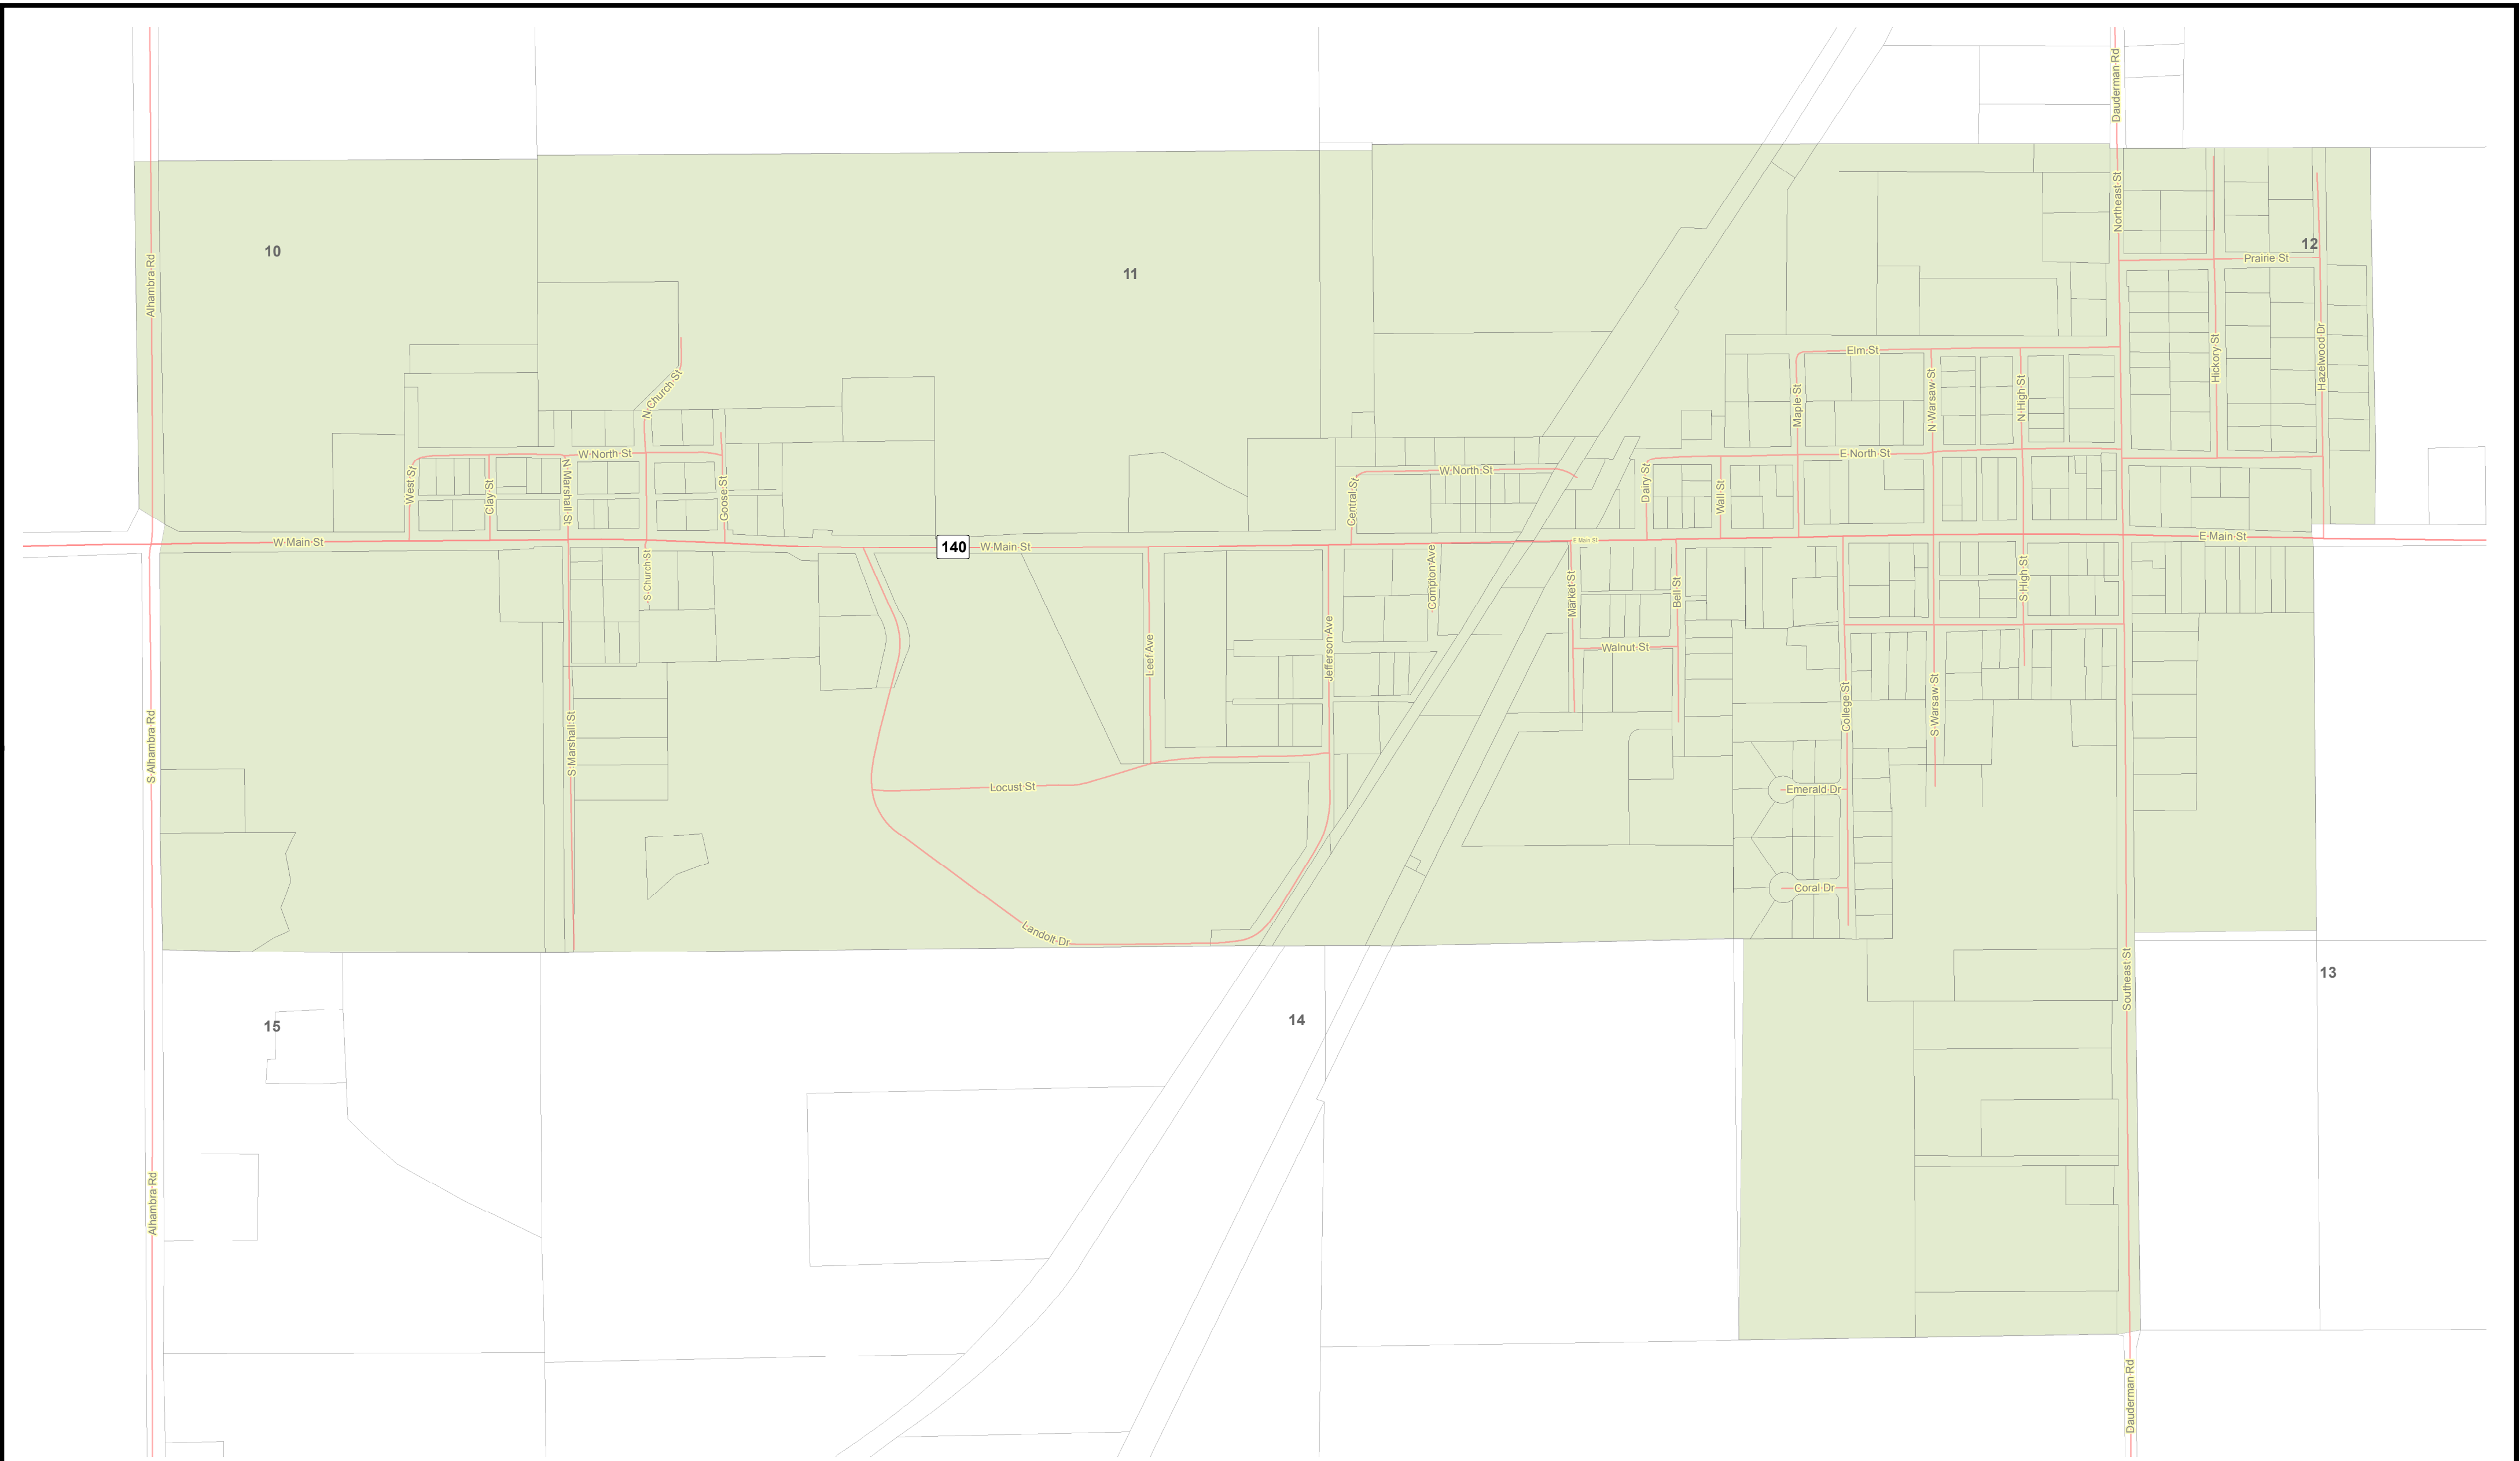 Dauderman Rd
Northeast St
10
11
12
Prairie St
Alhambra Rd
Hickory St
Hazelwood Dr
Elm St
N Church St
Maple St
N Warsaw St
N High St
W North St
W North St
E North St
West St
Clay St
N Marshall St
Goose St
Central St
Dairy St
Wall St
W Main St
140
W Main St
E Main St
E Main St
S Church St
Compton Ave
Market St
Bell St
S High St
Leef Ave
Jefferson Ave
Walnut St
S Alhambra Rd
S Marshall St
College St
S Warsaw St
Locust St
Emerald Dr
Coral Dr
Landolt Dr
Southeast St
13
15
14
Alhambra Rd
Dauderman Rd